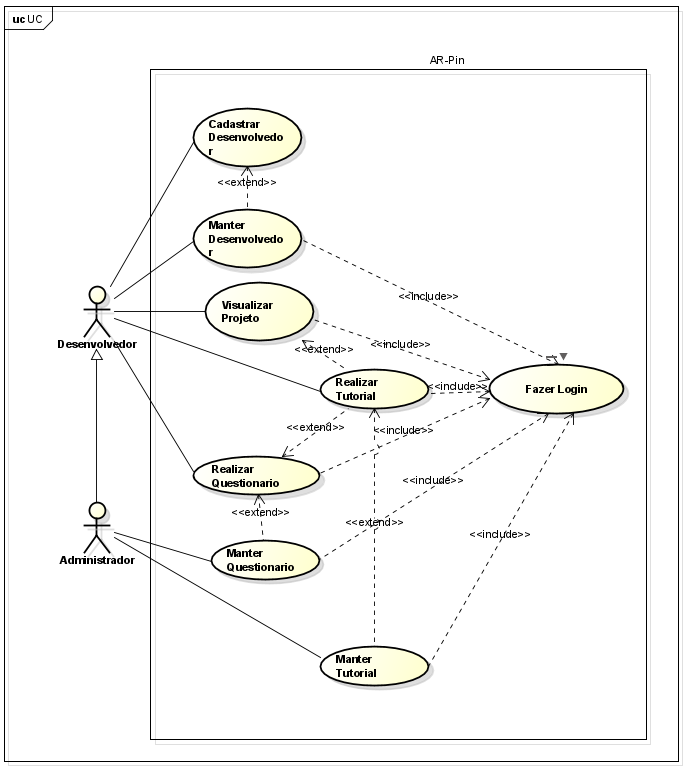 uc UC
AR-Pin
Cadastrar
Desenvolvedo
r
<<extend>>
Manter
Desenvolvedo
r
<<include>>
Visualizar
Projeto
<<include>>
<<extend>>
Desenvolvedor
Realizar
Tutorial
<<include>>
Fazer Login
<<extend>>
<<include>>
Realizar
Questionario
<<include>>
<<extend>>
<<extend>>
<<include>>
Manter
Questionario
Administrador
Manter
Tutorial